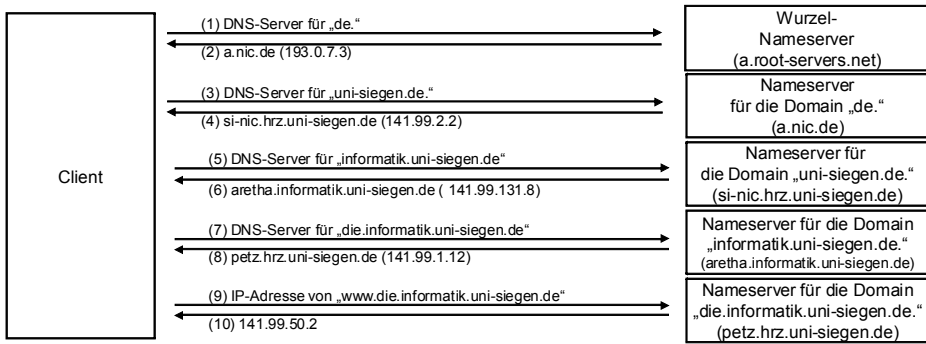 Client
(1) DNS-Server für „de.“
(2) a.nic.de (193.0.7.3)
Wurzel-
Nameserver
(a.root-servers.net)
(3) DNS-Server für „uni-siegen.de.“
(4) si-nic.hrz.uni-siegen.de (141.99.2.2)
Nameserver
für die Domain „de.“
(a.nic.de)
(5) DNS-Server für „informatik.uni-siegen.de“
(6) aretha.informatik.uni-siegen.de ( 141.99.131.8)
Nameserver für
die Domain „uni-siegen.de.“
(si-nic.hrz.uni-siegen.de)
(7) DNS-Server für „die.informatik.uni-siegen.de“
(8) petz.hrz.uni-siegen.de (141.99.1.12)
Nameserver für die Domain
„informatik.uni-siegen.de.“
(aretha.informatik.uni-siegen.de)
(9) IP-Adresse von „www.die.informatik.uni-siegen.de“
(10) 141.99.50.2
Nameserver für die Domain
„die.informatik.uni-siegen.de.“
(petz.hrz.uni-siegen.de)